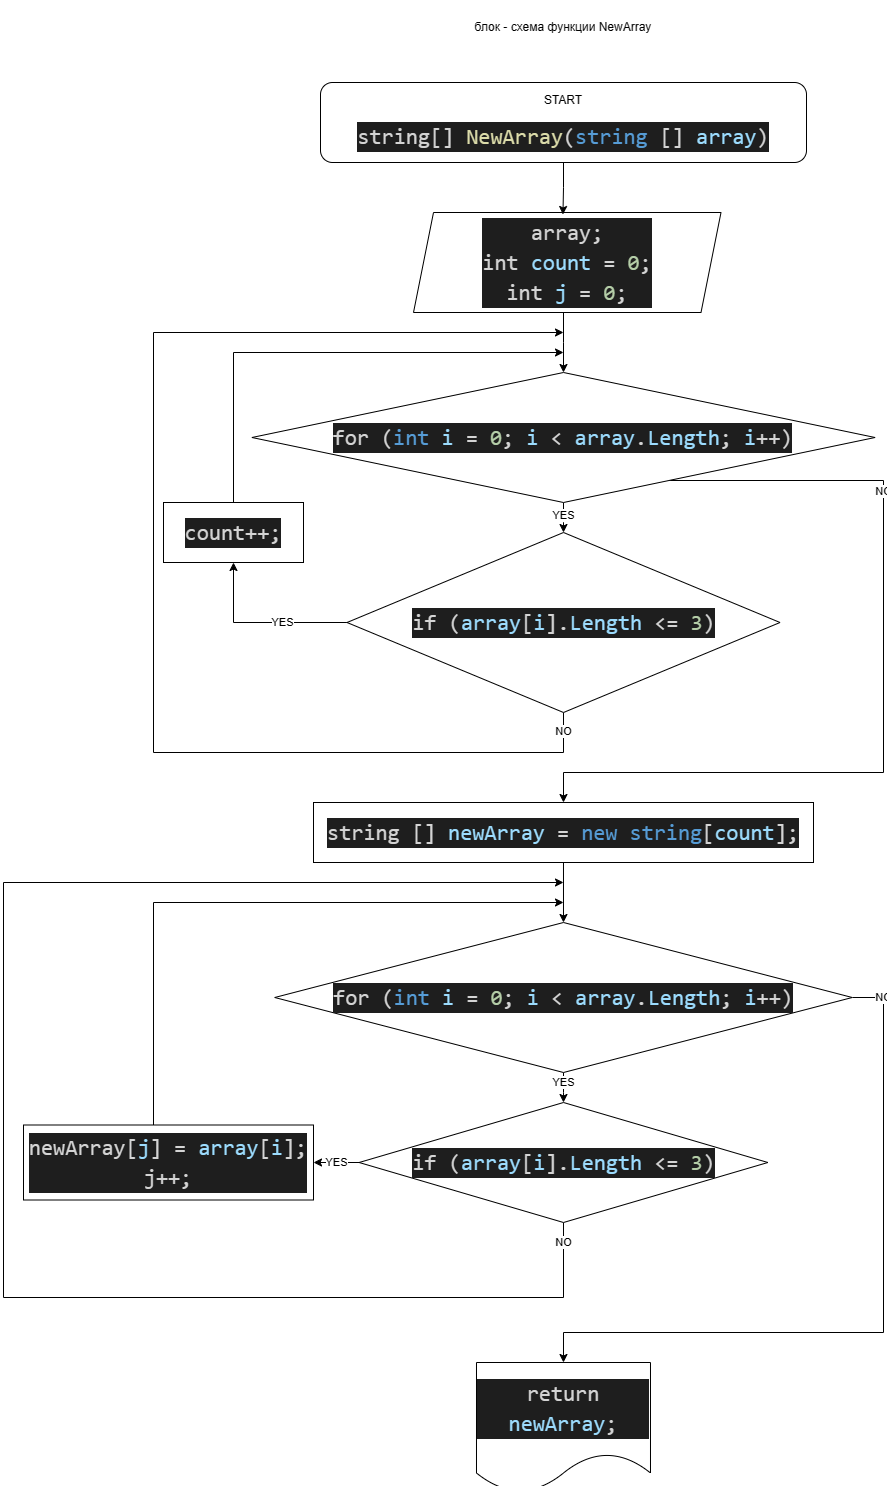 блок - схема функции NewArray
START
string[] NewArray(string [] array)
array;
int count = 0;
int j = 0;
for (int i = 0; i < array.Length; i++)
NO
YES
count++;
if (array[i].Length <= 3)
YES
NO
string [] newArray = new string[count];
for (int i = 0; i < array.Length; i++)
NO
YES
newArray[j] = array[i];
j++;
YES
if (array[i].Length <= 3)
NO
return
newArray;